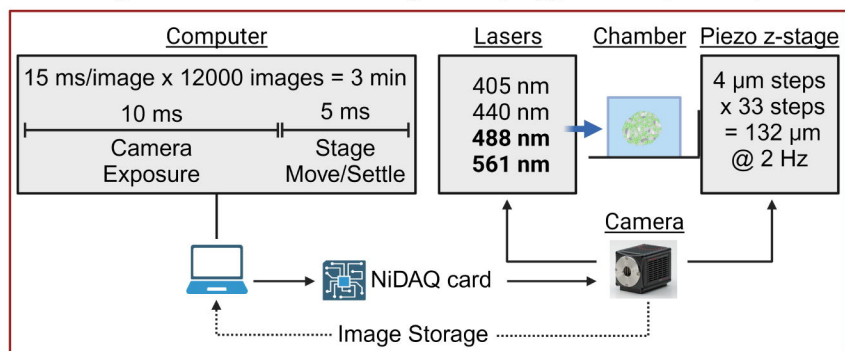 Computer
15 ms/image x 12000 images = 3 min
10 ms
5 ms
Camera
Exposure
Stage
Move/Settle
Lasers
405 nm
440 nm
488 nm
561 nm
Chamber
Piezo z-stage
4 µm steps
x 33 steps
= 132 µm
@ 2 Hz
Camera
NiDAQ card
Image Storage